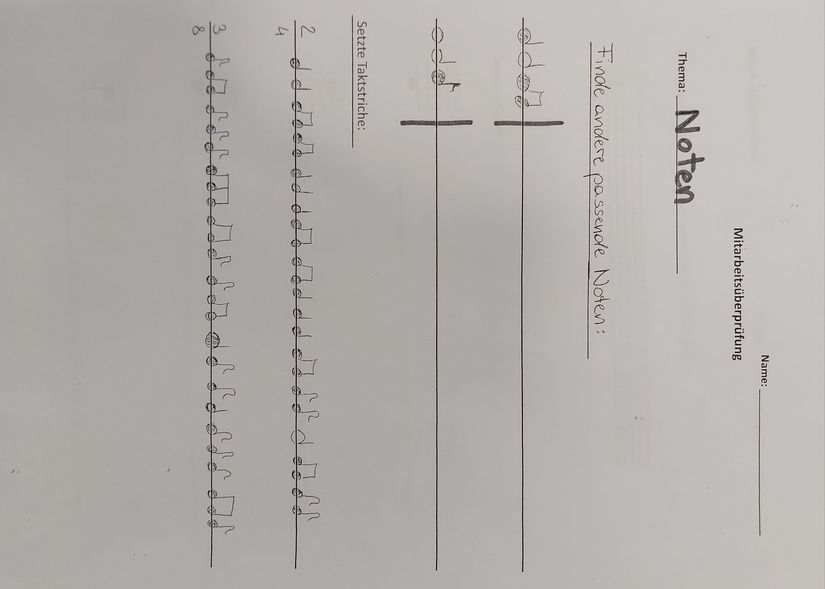 Name:
Mitarbeitsüberprüfung
Thema: Noten
Finde andere passende Noten:
Setzte Taktstriche:
2
4
3
8